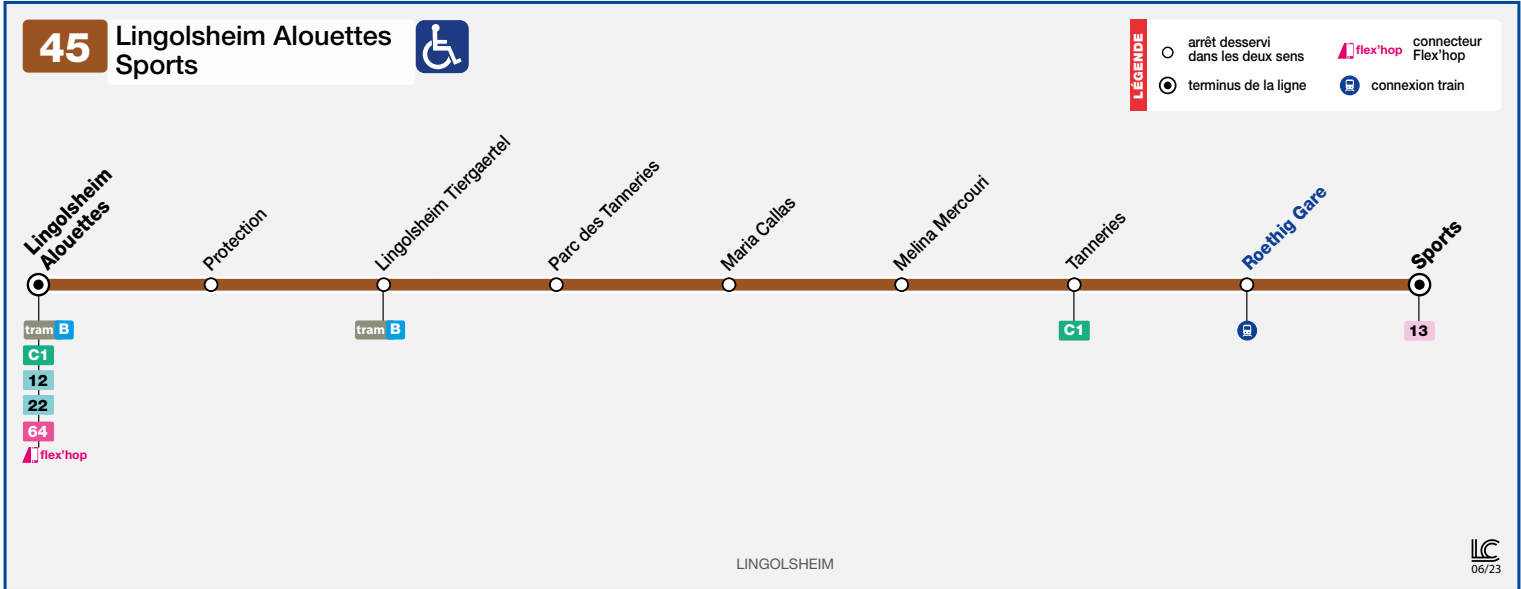 45
Lingolsheim Alouettes
Sports
LÉGENDE
arrêt desservi
dans les deux sens
terminus de la ligne
flex'hop
connecteur
Flex'hop
connexion train
Lingolsheim
Alouettes
Protection
Lingolsheim Tiergaertel
Parc des Tanneries
Maria Callas
Melina Mercouri
Tanneries
Roethig Gare
Sports
tram B
C1
12
22
64
flex'hop
tram B
C1
13
LINGOLSHEIM
LC
06/23